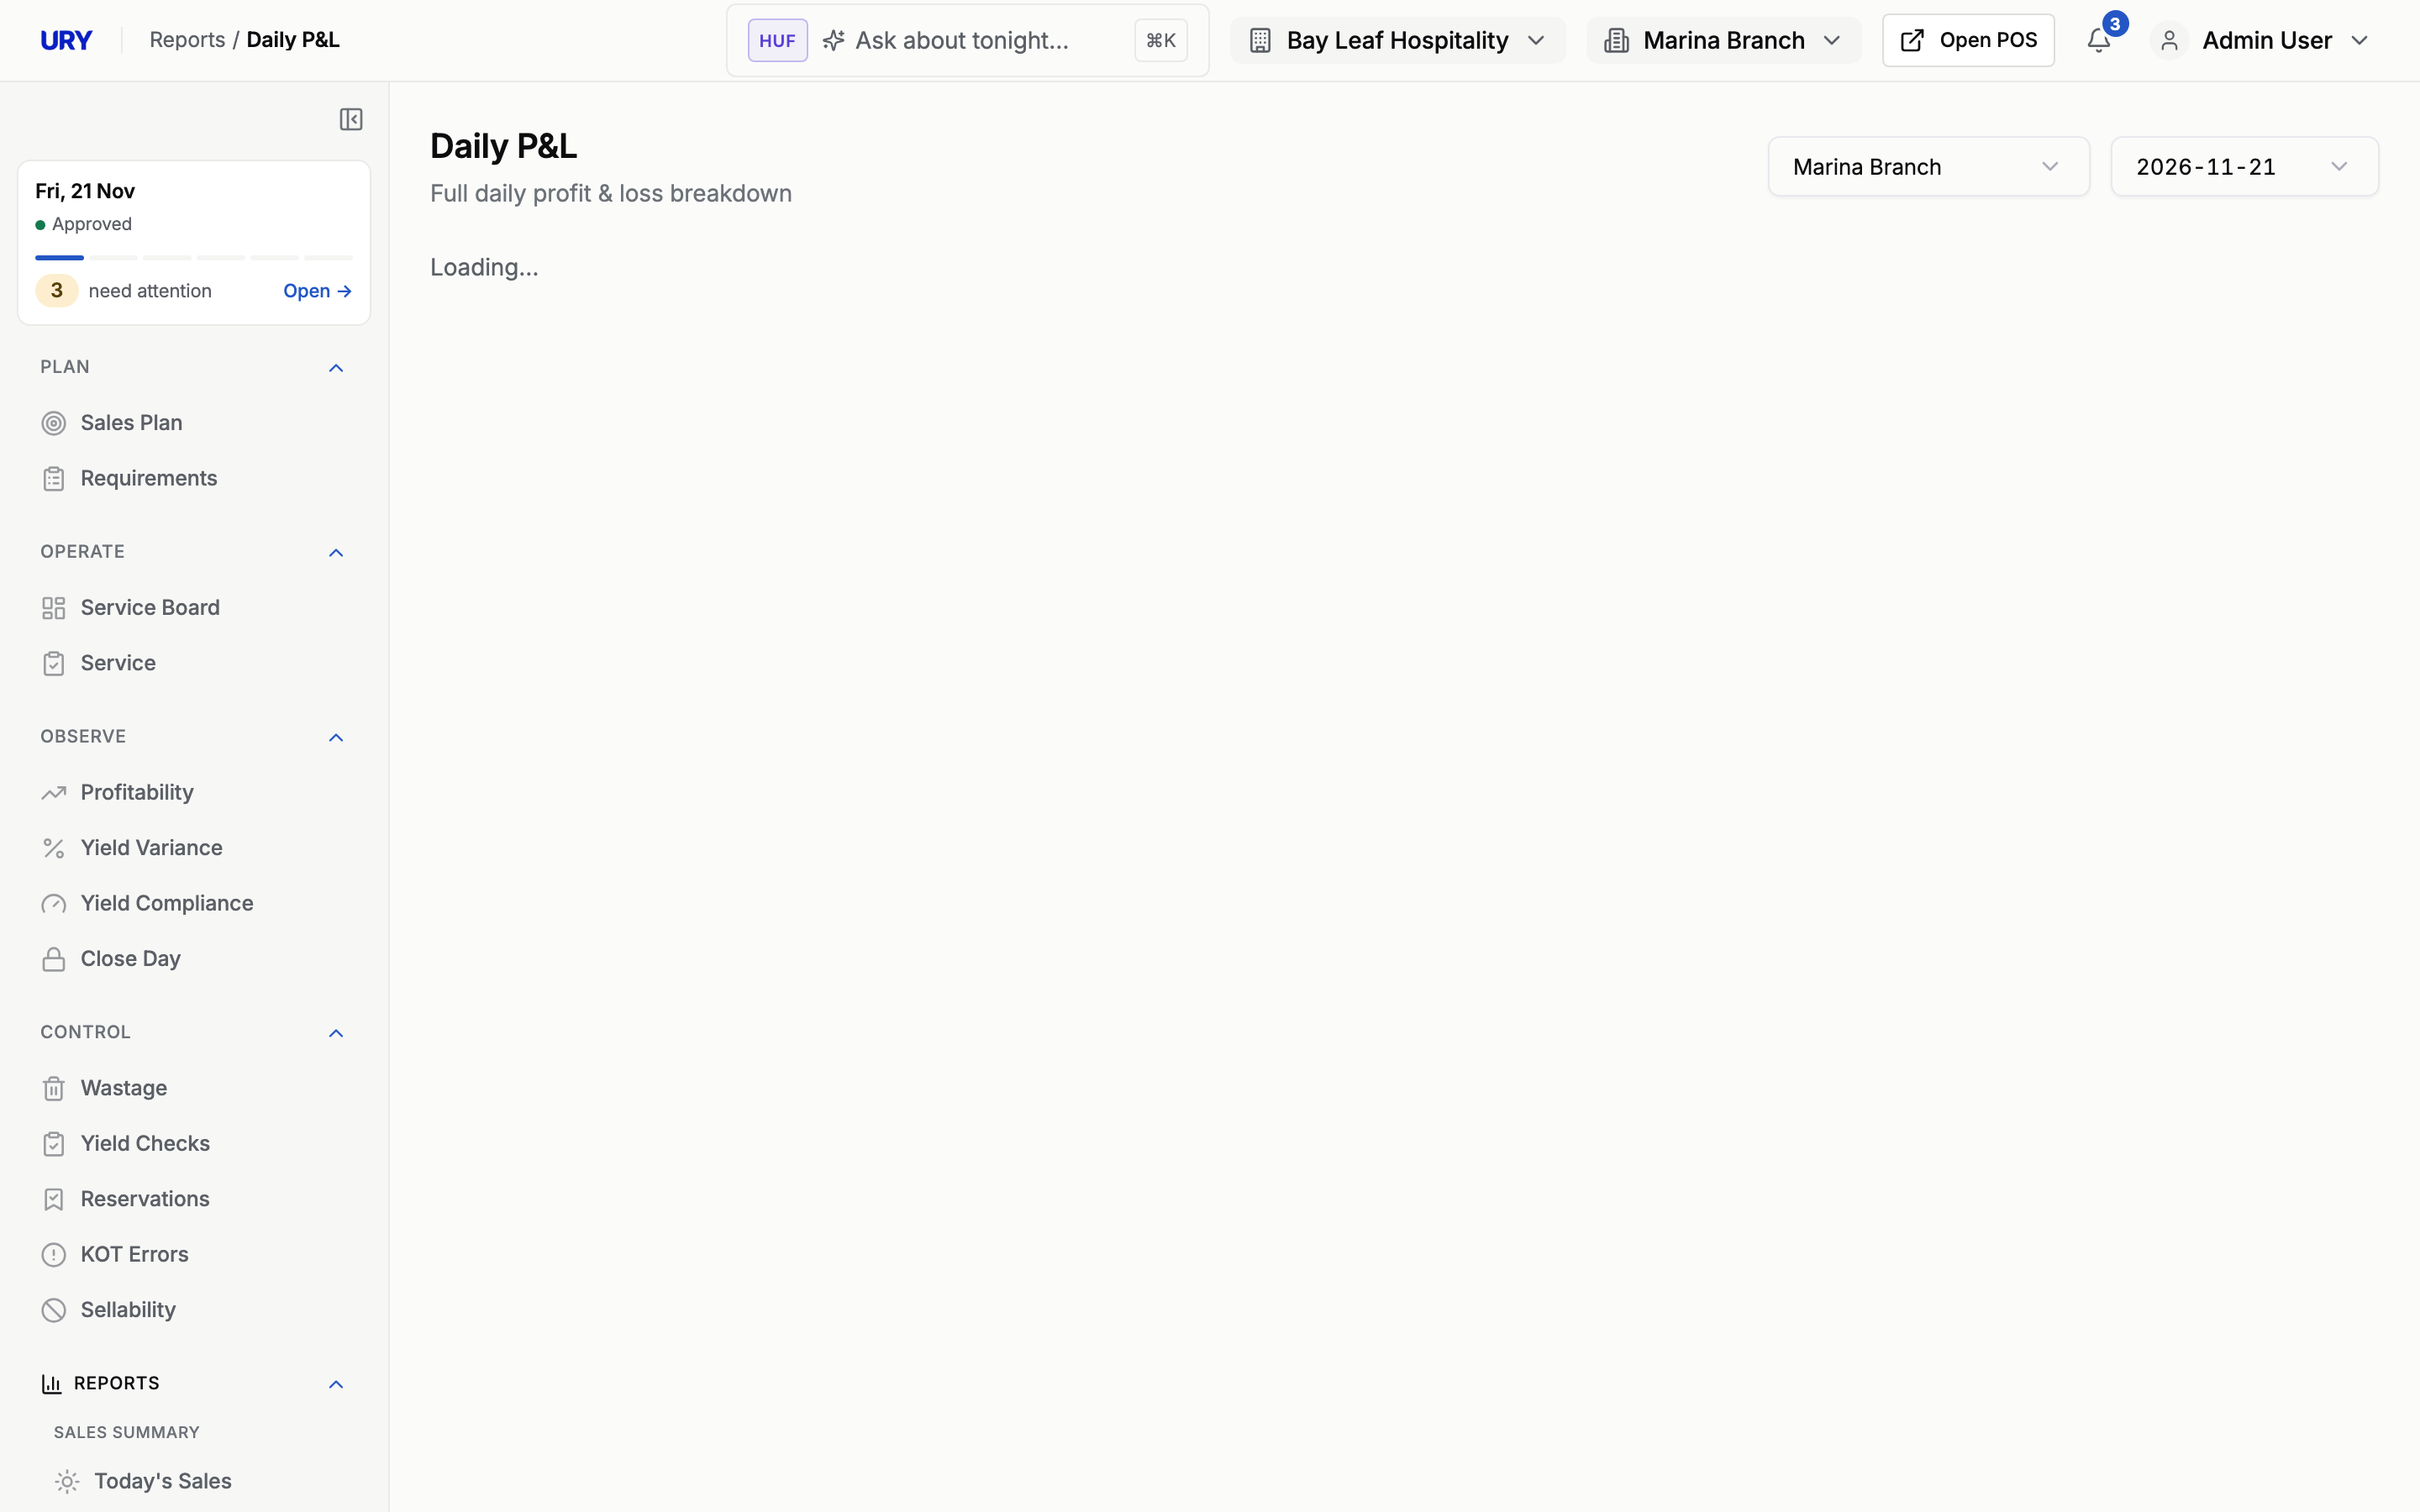 URY
Reports / Daily P&L
HUF
Ask about tonight...
⌘K
Bay Leaf Hospitality
Marina Branch
Open POS
3
Admin User
Fri, 21 Nov
Approved
3 need attention
Open →
PLAN
Sales Plan
Requirements
OPERATE
Service Board
Service
OBSERVE
Profitability
Yield Variance
Yield Compliance
Close Day
CONTROL
Wastage
Yield Checks
Reservations
KOT Errors
Sellability
REPORTS
SALES SUMMARY
Today's Sales
Daily P&L
Full daily profit & loss breakdown
Marina Branch
2026-11-21
Loading...